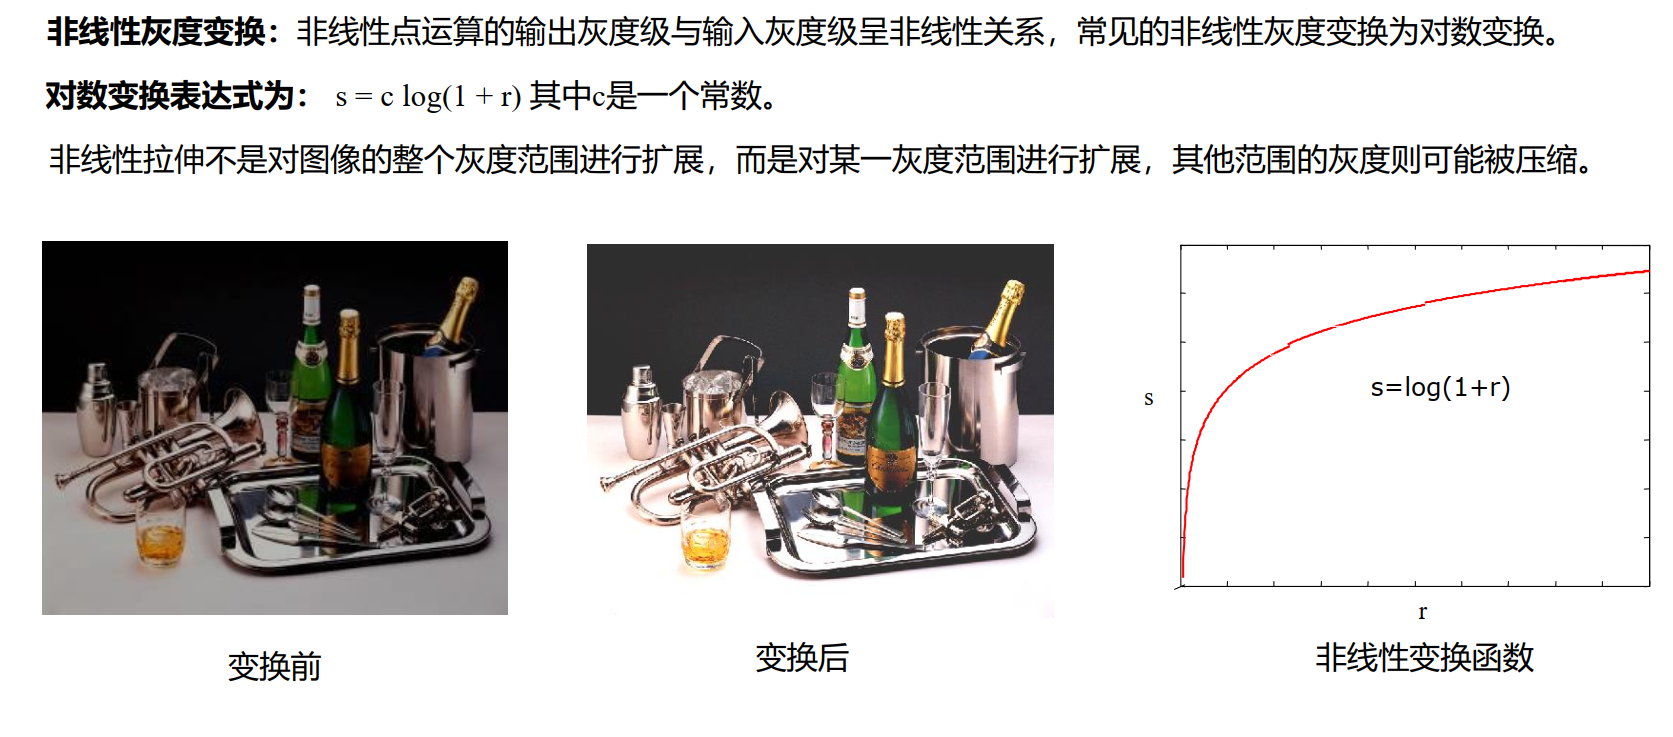 非线性灰度变换：非线性点运算的输出灰度级与输入灰度级呈非线性关系，常见的非线性灰度变换为对数变换。
对数变换表达式为： s = c log(1 + r) 其中c是一个常数。
非线性拉伸不是对图像的整个灰度范围进行扩展，而是对某一灰度范围进行扩展，其他范围的灰度则可能被压缩。
s=log(1+r)
s
r
变换前
变换后
非线性变换函数